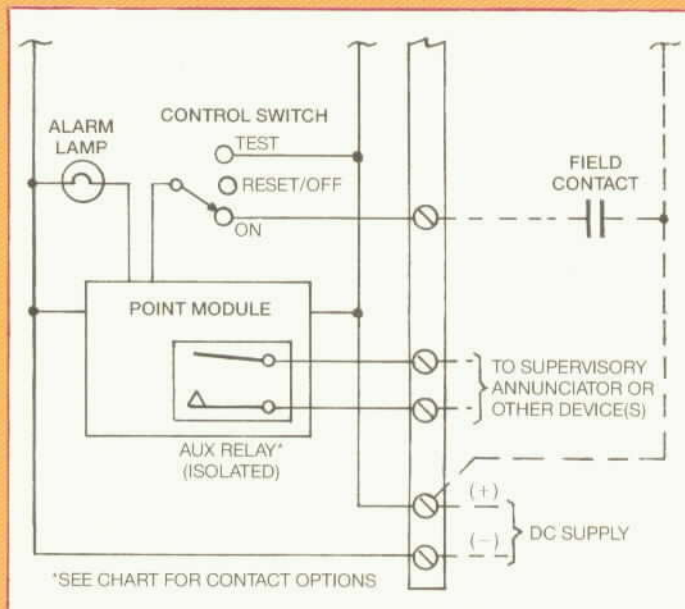 CONTROL SWITCH
ALARM
LAMP
TEST
RESET/OFF
ON
FIELD
CONTACT
POINT MODULE
TO SUPERVISORY
ANNUNCIATOR OR
OTHER DEVICE(S)
AUX RELAY*
(ISOLATED)
(+)
DC SUPPLY
(−)
*SEE CHART FOR CONTACT OPTIONS